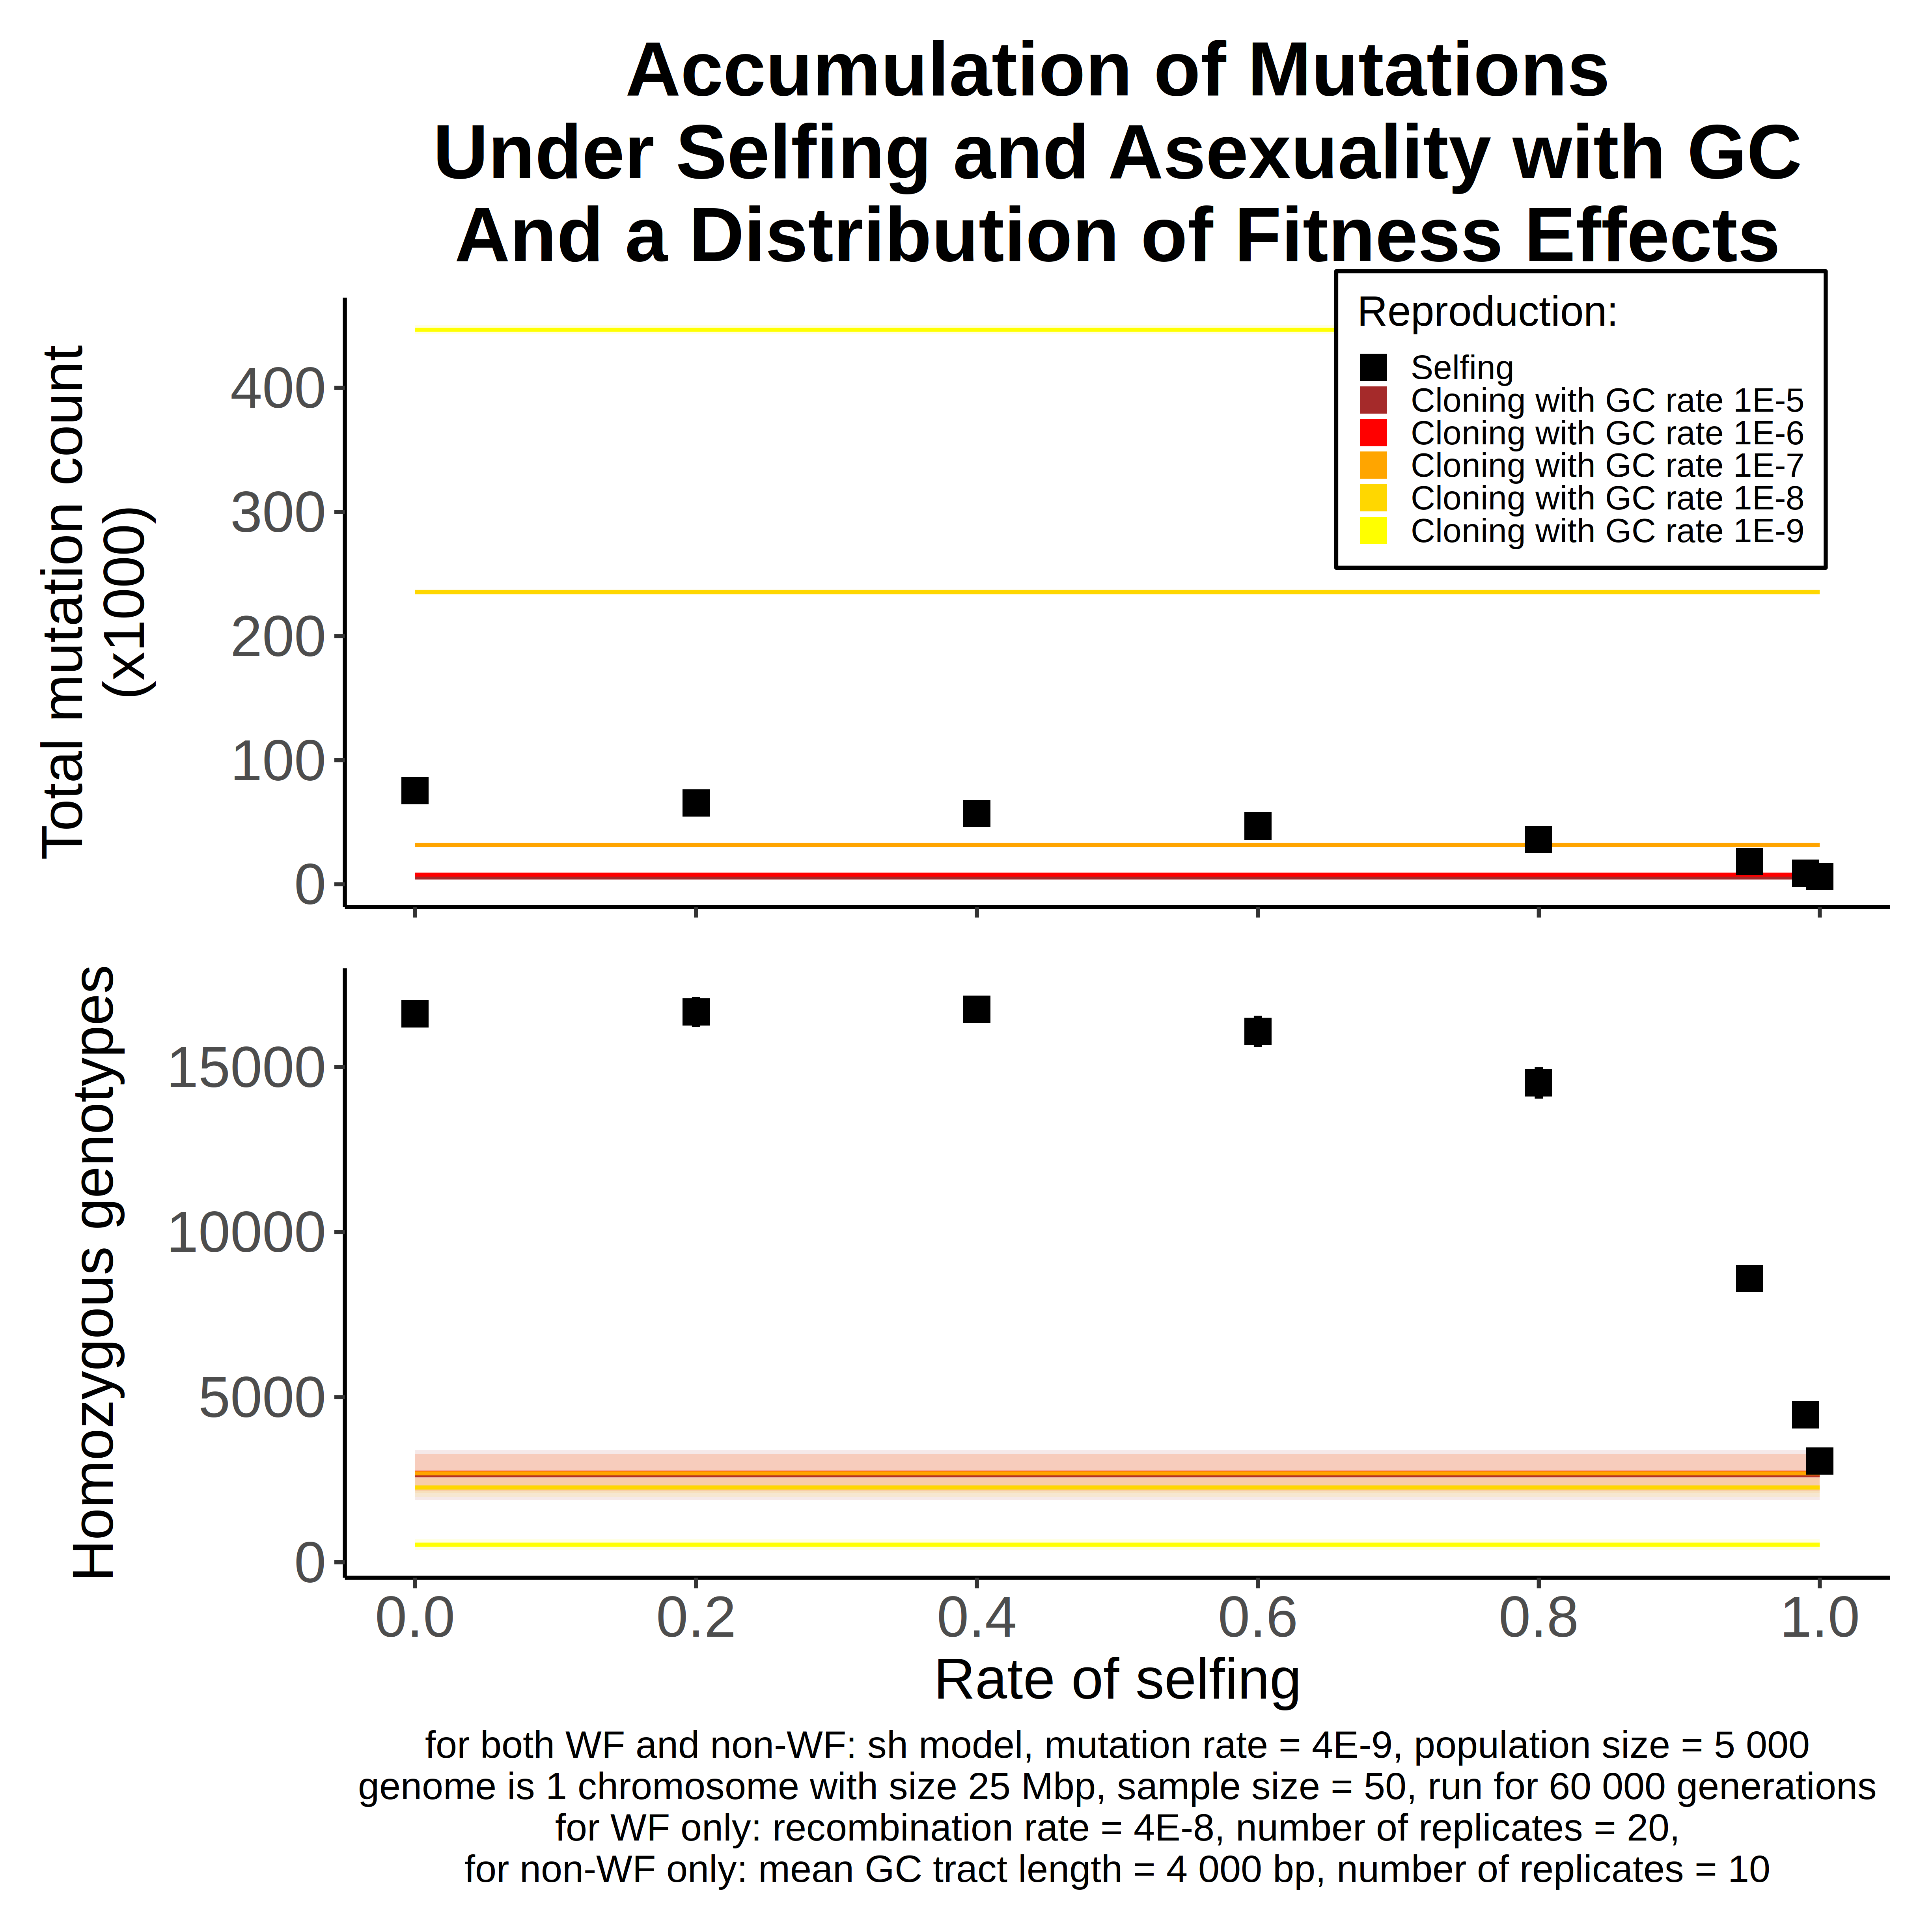 Accumulation of Mutations
Under Selfing and Asexuality with GC
And a Distribution of Fitness Effects
Reproduction:
Selfing
Cloning with GC rate 1E-5
Cloning with GC rate 1E-6
Cloning with GC rate 1E-7
Cloning with GC rate 1E-8
Cloning with GC rate 1E-9
Total mutation count
(x1000)
400
300
200
100
0
Homozygous genotypes
15000
10000
5000
0
0.0
0.2
0.4
0.6
0.8
1.0
Rate of selfing
for both WF and non-WF: sh model, mutation rate = 4E-9, population size = 5 000
genome is 1 chromosome with size 25 Mbp, sample size = 50, run for 60 000 generations
for WF only: recombination rate = 4E-8, number of replicates = 20,
for non-WF only: mean GC tract length = 4 000 bp, number of replicates = 10